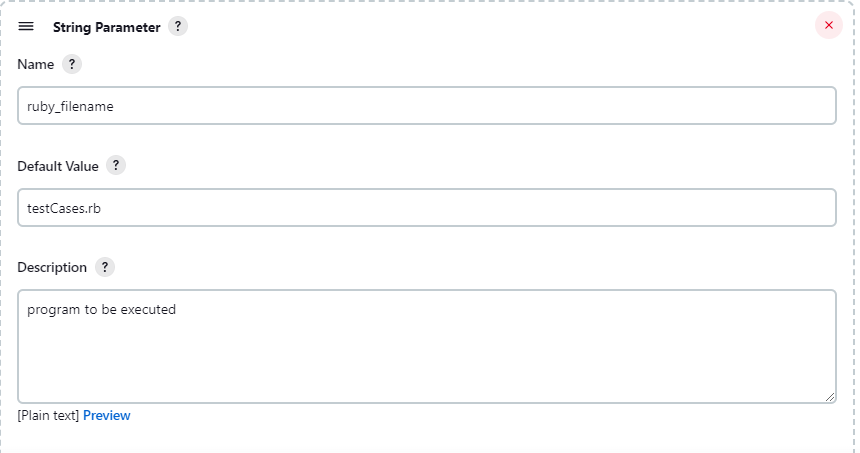 String Parameter ?
Name ?
ruby_filename
Default Value ?
testCases.rb
Description ?
program to be executed
[Plain text] Preview